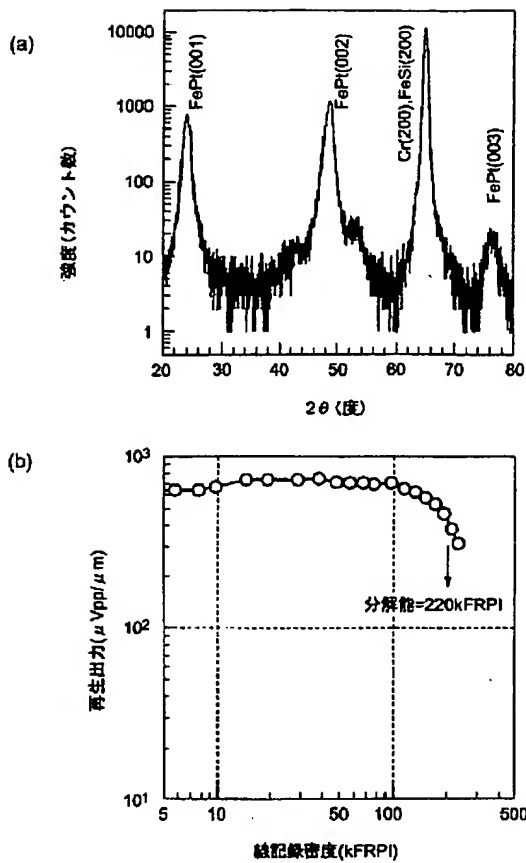 (a)
10000
1000
100
10
1
強度(カウント数)
FePt(001)
FePt(002)
Cr(200),FeSi(200)
FePt(003)
20 30 40 50 60 70 80
2θ(度)
(b)
10³
10²
10¹
再生出力(μVpp/μm)
分解能=220kFRPI
5 10 50 100 500
線記録密度(kFRPI)